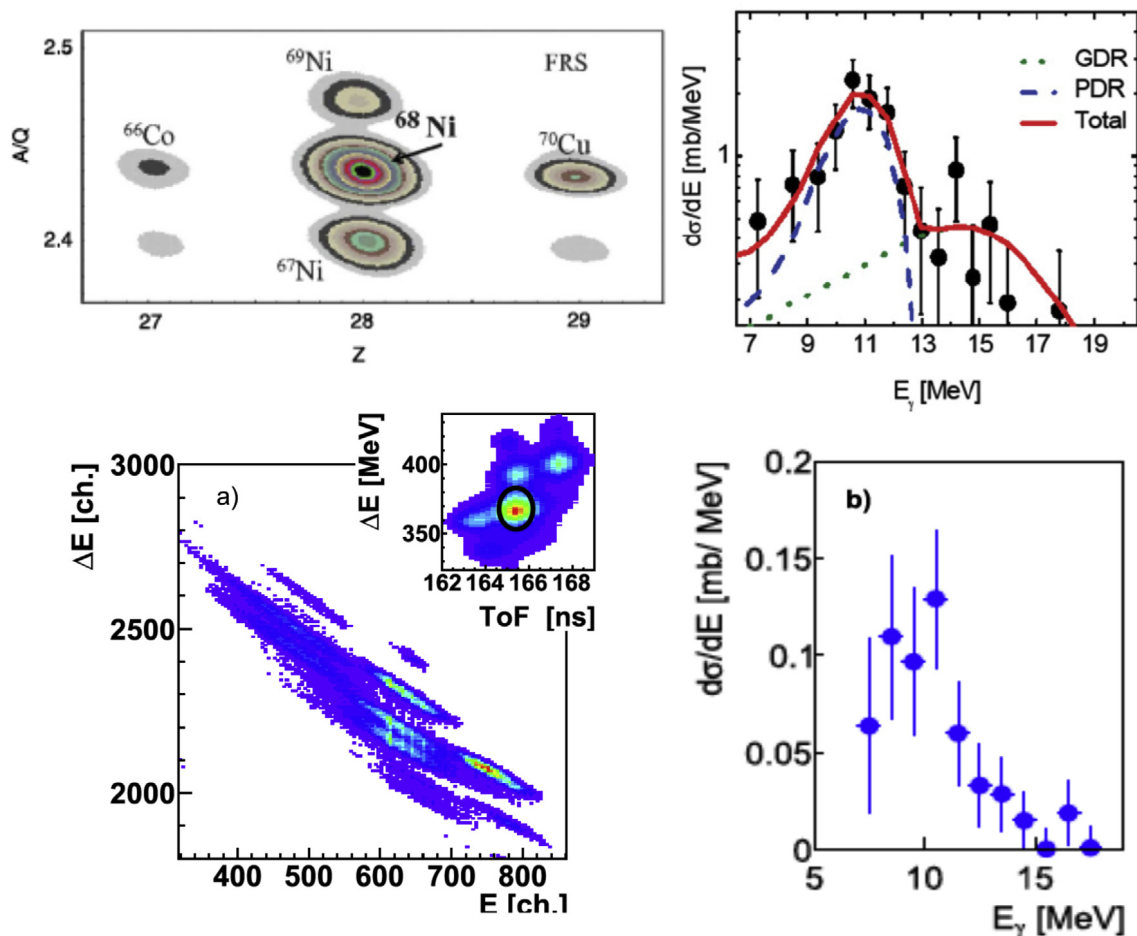 2.5
2.4
A/Q
⁶⁹Ni
FRS
⁶⁶Co
⁶⁸Ni
⁷⁰Cu
⁶⁷Ni
27 28 29
Z
dσ/dE [mb/MeV]
1
GDR
PDR
Total
7 9 11 13 15 17 19
Eγ [MeV]
ΔE [ch.]
3000
2500
2000
a)
ΔE [MeV]
400
350
162 164 166 168
ToF [ns]
400 500 600 700 800
E [ch.]
dσ/dE [mb/ MeV]
0.2
0.15
0.1
0.05
0
b)
5 10 15
Eγ [MeV]